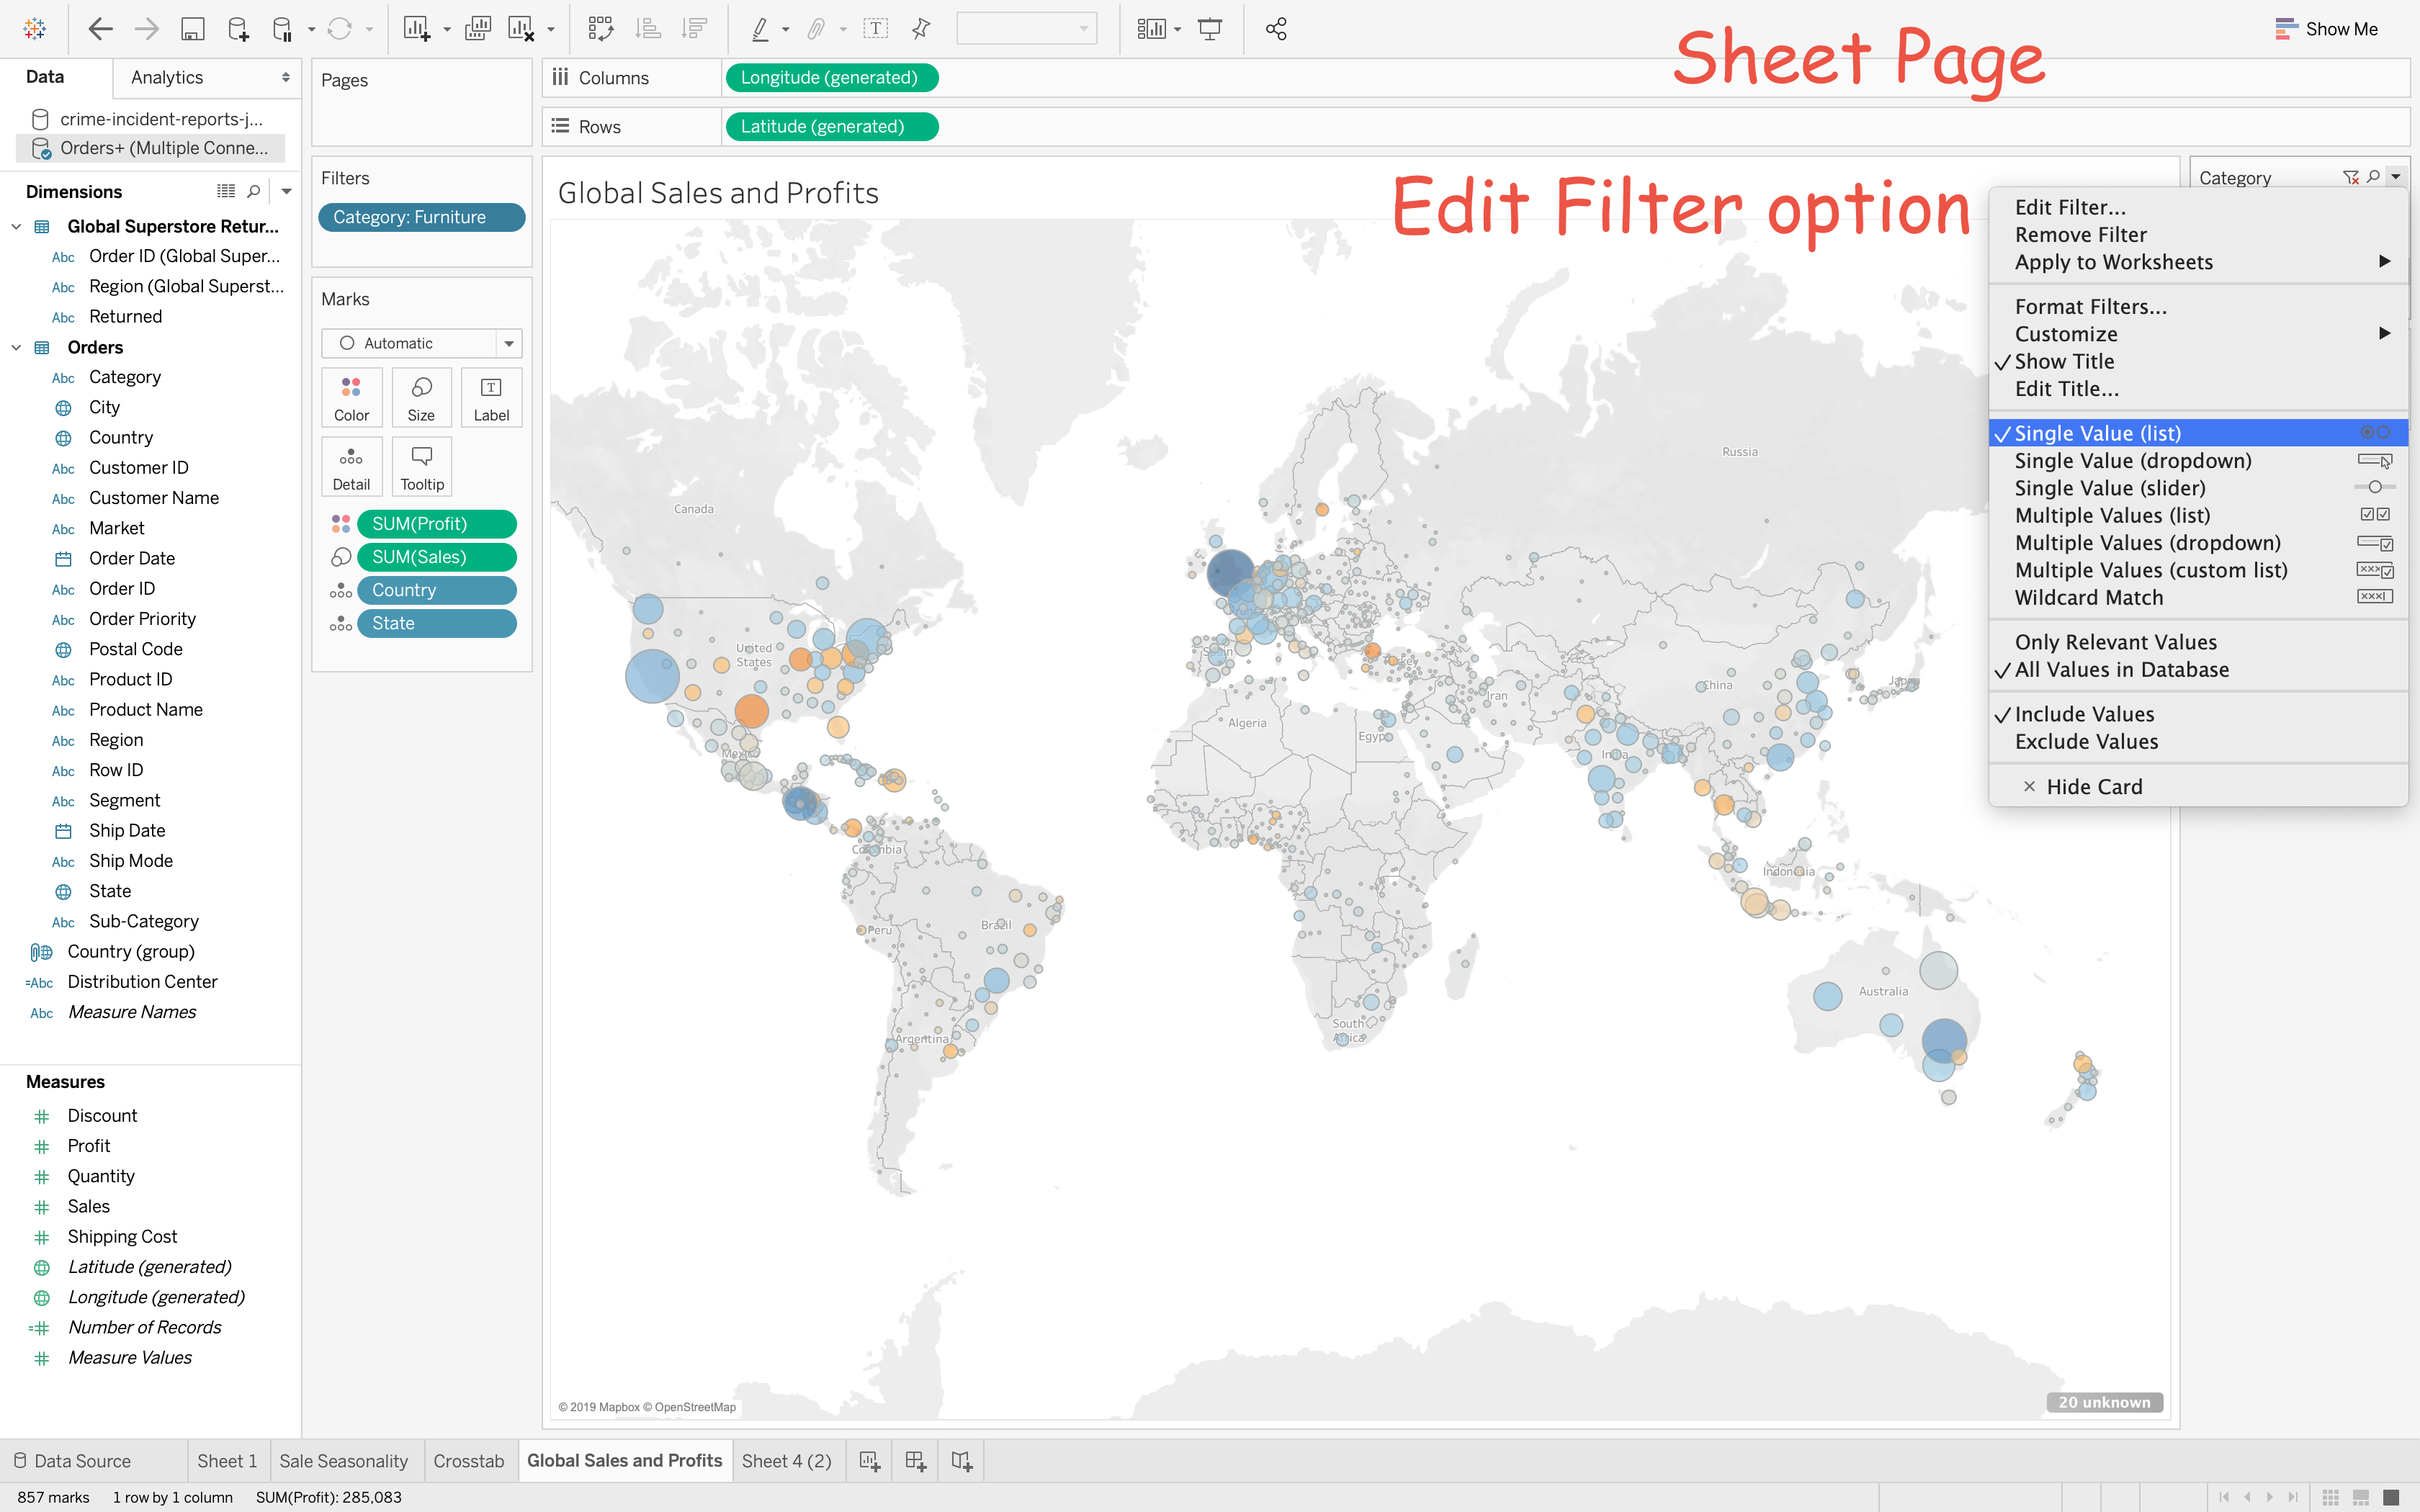 Show Me
Sheet Page
Data
Analytics
crime-incident-reports-j...
Orders+ (Multiple Conne...
Dimensions
Global Superstore Retur...
Abc Order ID (Global Super...
Abc Region (Global Superst...
Abc Returned
Orders
Abc Category
City
Country
Abc Customer ID
Abc Customer Name
Abc Market
Order Date
Abc Order ID
Abc Order Priority
Postal Code
Abc Product ID
Abc Product Name
Abc Region
Abc Row ID
Abc Segment
Ship Date
Abc Ship Mode
State
Abc Sub-Category
Country (group)
=Abc Distribution Center
Abc Measure Names
Measures
# Discount
# Profit
# Quantity
# Sales
# Shipping Cost
Latitude (generated)
Longitude (generated)
=# Number of Records
# Measure Values
Pages
Filters
Category: Furniture
Marks
Automatic
Color
Size
Label
Detail
Tooltip
SUM(Profit)
SUM(Sales)
Country
State
Columns
Longitude (generated)
Rows
Latitude (generated)
Global Sales and Profits
Edit Filter option
Category
Edit Filter...
Remove Filter
Apply to Worksheets
Format Filters...
Customize
Show Title
Edit Title...
Single Value (list)
Single Value (dropdown)
Single Value (slider)
Multiple Values (list)
Multiple Values (dropdown)
Multiple Values (custom list)
Wildcard Match
Only Relevant Values
All Values in Database
Include Values
Exclude Values
× Hide Card
Russia
Canada
United
States
Turkey
Iran
China
Japan
Algeria
Egypt
India
Mexico
Colombia
Indonesia
Peru
Brazil
Australia
South
Africa
Argentina
© 2019 Mapbox © OpenStreetMap
20 unknown
Data Source
Sheet 1
Sale Seasonality
Crosstab
Global Sales and Profits
Sheet 4 (2)
857 marks
1 row by 1 column
SUM(Profit): 285,083